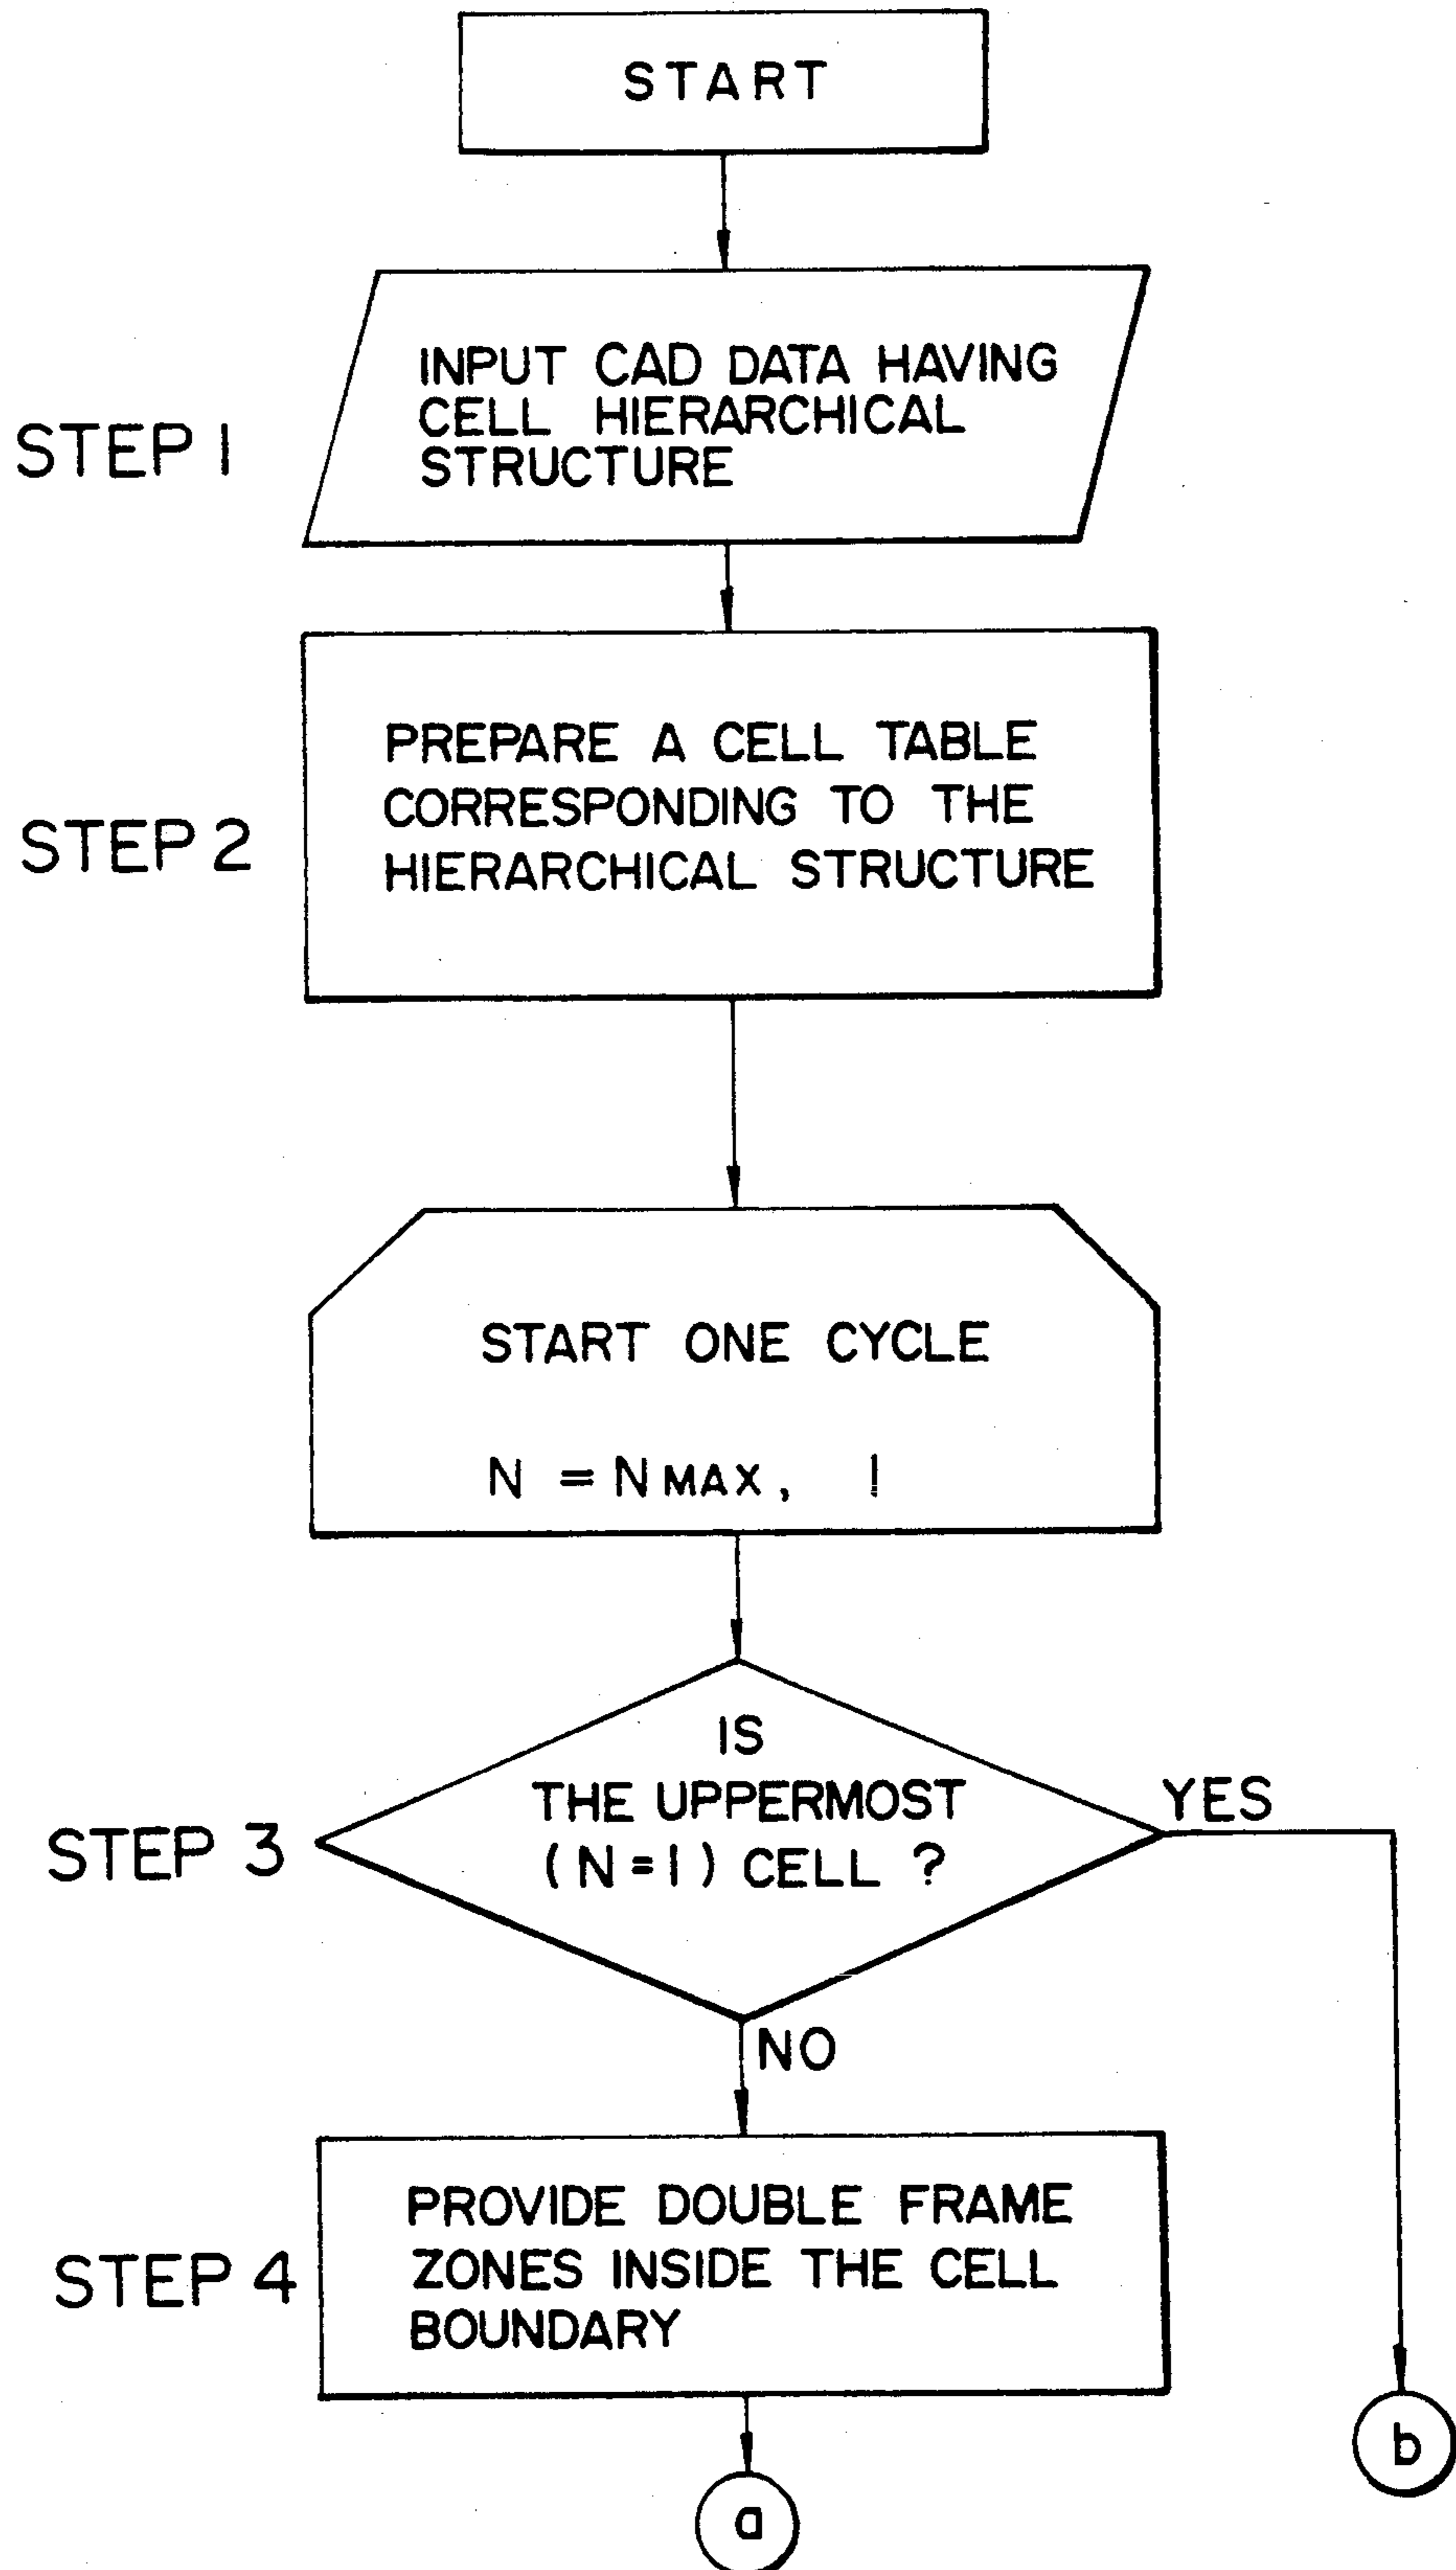 START
INPUT CAD DATA HAVING
CELL HIERARCHICAL
STRUCTURE
STEP 1
PREPARE A CELL TABLE
CORRESPONDING TO THE
HIERARCHICAL STRUCTURE
STEP 2
START ONE CYCLE
N = NMAX, 1
IS
THE UPPERMOST
(N=1) CELL ?
YES
STEP 3
NO
PROVIDE DOUBLE FRAME
ZONES INSIDE THE CELL
BOUNDARY
STEP 4
b
a